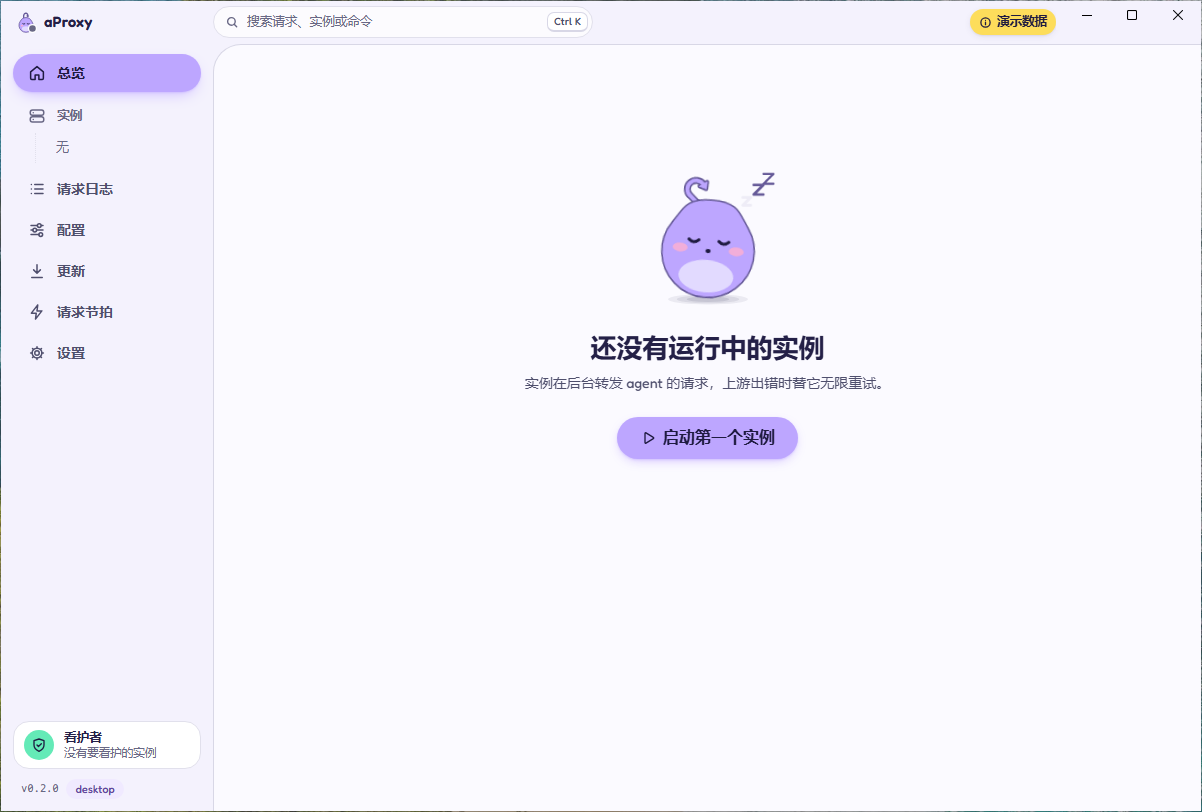 aProxy
搜索请求、实例或命令
Ctrl K
演示数据
总览
实例
无
请求日志
配置
更新
请求节拍
设置
zz
还没有运行中的实例
实例在后台转发 agent 的请求，上游出错时替它无限重试。
启动第一个实例
看护者
没有要看护的实例
v0.2.0 desktop